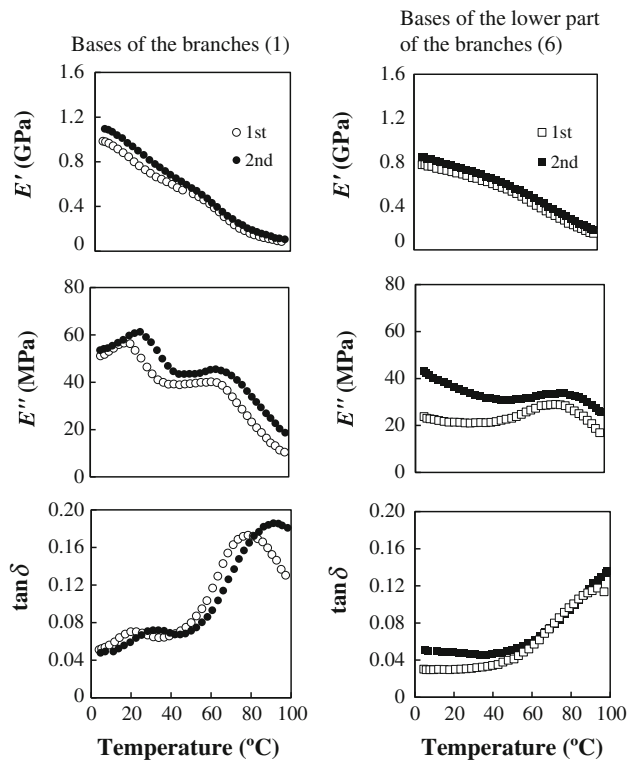 Bases of the branches (1)
Bases of the lower part
of the branches (6)
E′ (GPa)
1.6
1.2
0.8
0.4
0
1st
2nd
E′ (GPa)
1.6
1.2
0.8
0.4
0
1st
2nd
E″ (MPa)
80
60
40
20
0
E″ (MPa)
80
60
40
20
0
tan δ
0.20
0.16
0.12
0.08
0.04
0.00
0 20 40 60 80 100
Temperature (ºC)
tan δ
0.20
0.16
0.12
0.08
0.04
0.00
0 20 40 60 80 100
Temperature (ºC)